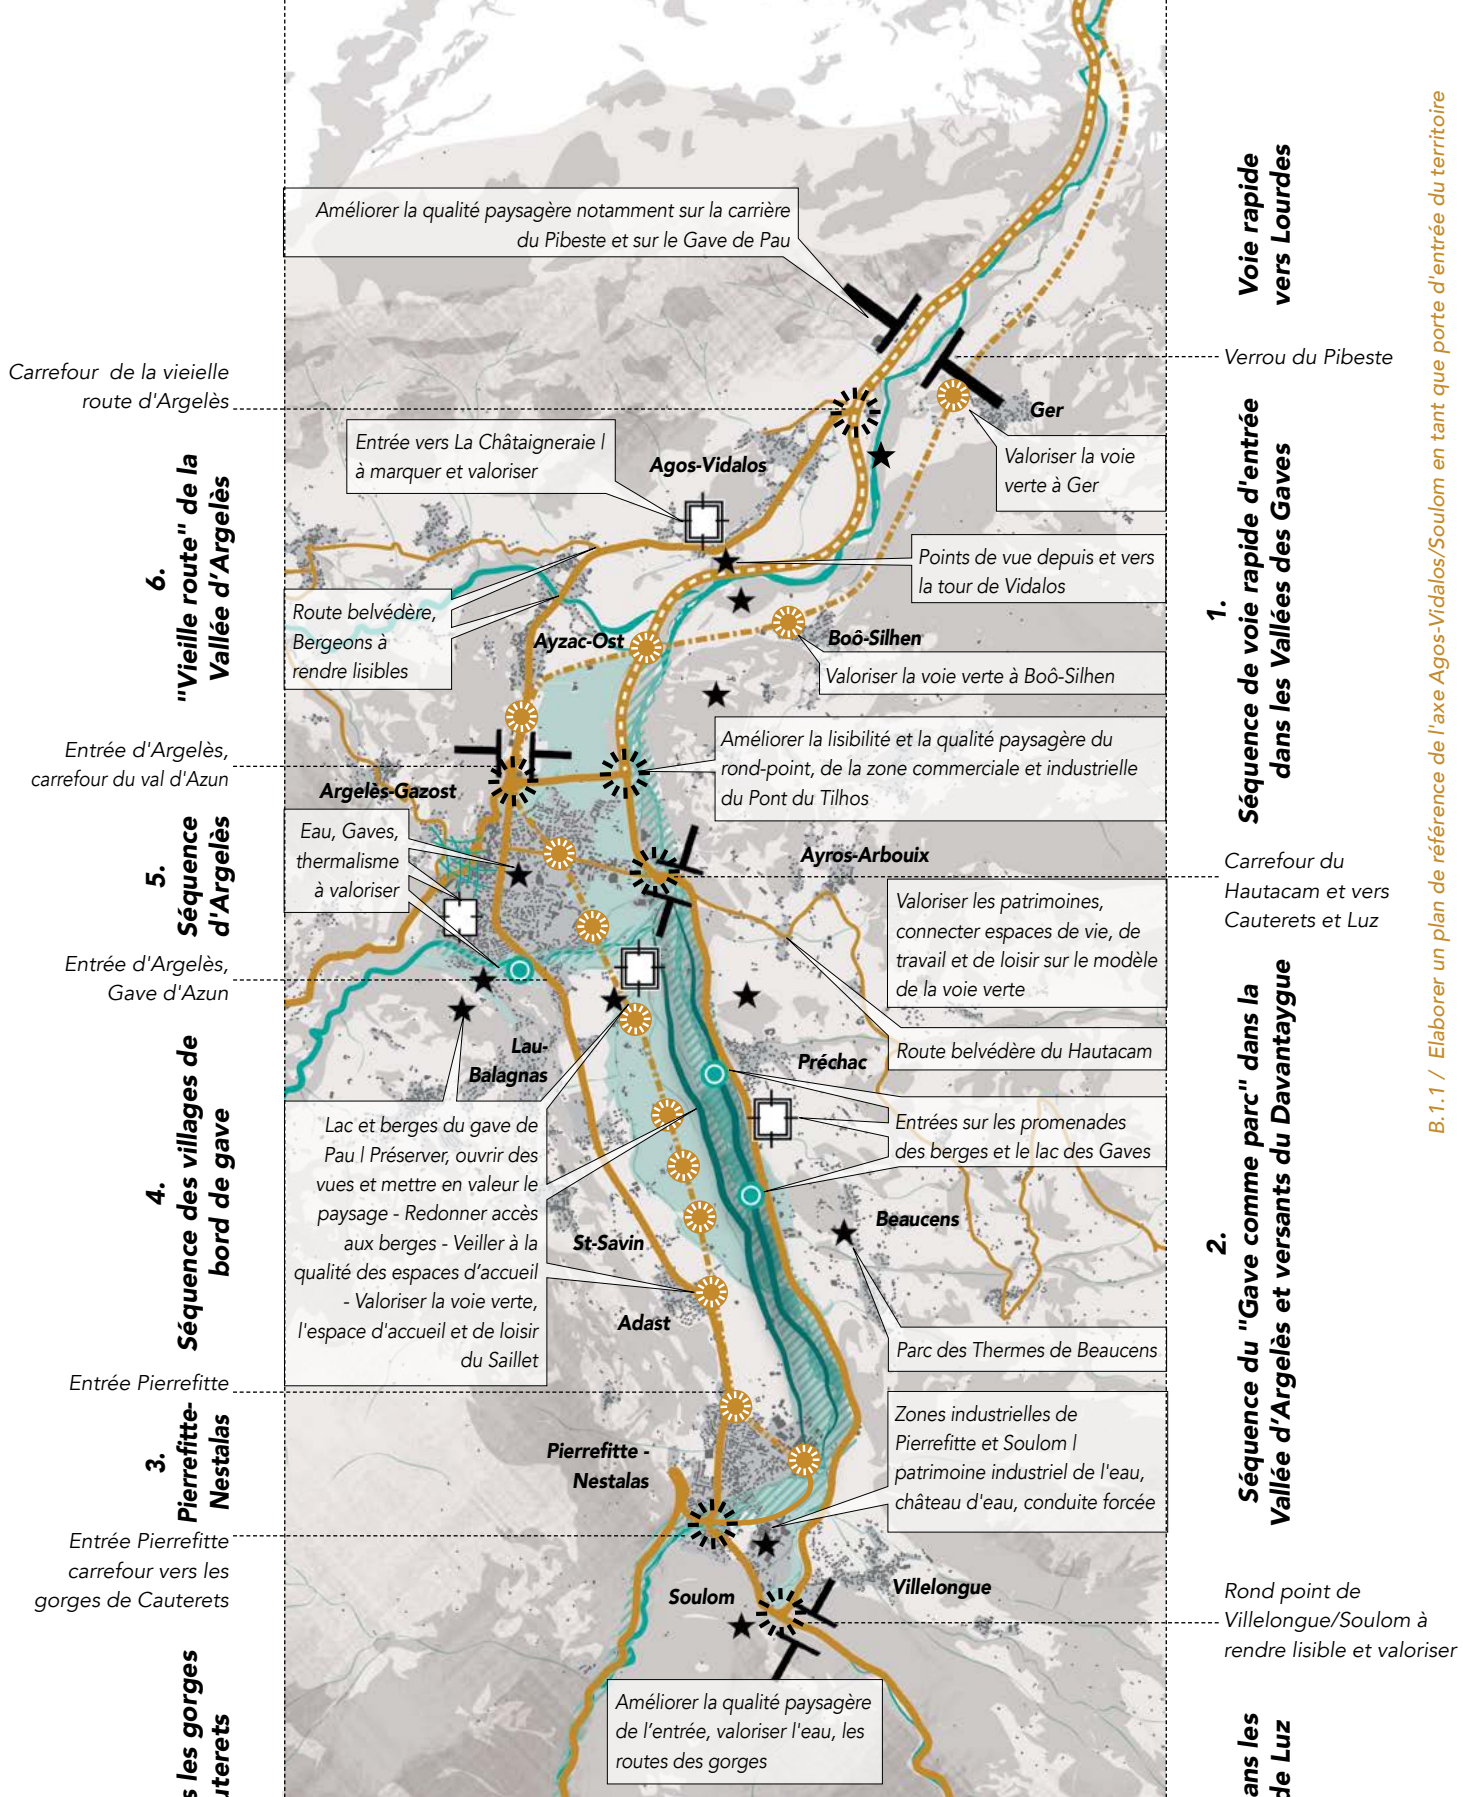 Améliorer la qualité paysagère notamment sur la carrière
du Pibeste et sur le Gave de Pau
Voie rapide
vers Lourdes
B.1.1 / Elaborer un plan de référence de l'axe Agos-Vidalos/Soulom en tant que porte d'entrée du territoire
Verrou du Pibeste
Carrefour de la vieielle
route d'Argelès
Ger
Entrée vers La Châtaigneraie l
à marquer et valoriser
Agos-Vidalos
Valoriser la voie
verte à Ger
6.
"Vieille route" de la
Vallée d'Argelès
1.
Séquence de voie rapide d'entrée
dans les Vallées des Gaves
Points de vue depuis et vers
la tour de Vidalos
Route belvédère,
Bergeons à
rendre lisibles
Ayzac-Ost
Boô-Silhen
Valoriser la voie verte à Boô-Silhen
Entrée d'Argelès,
carrefour du val d'Azun
Améliorer la lisibilité et la qualité paysagère du
rond-point, de la zone commerciale et industrielle
du Pont du Tilhos
Argelès-Gazost
5.
Séquence
d'Argelès
Eau, Gaves,
thermalisme
à valoriser
Ayros-Arbouix
Carrefour du
Hautacam et vers
Cauterets et Luz
Valoriser les patrimoines,
connecter espaces de vie, de
travail et de loisir sur le modèle
de la voie verte
Entrée d'Argelès,
Gave d'Azun
Route belvédère du Hautacam
Lau-
Balagnas
Préchac
4.
Séquence des villages de
bord de gave
2.
Séquence du "Gave comme parc" dans la
Vallée d'Argelès et versants du Davantaygue
Lac et berges du gave de
Pau l Préserver, ouvrir des
vues et mettre en valeur le
paysage - Redonner accès
aux berges - Veiller à la
qualité des espaces d'accueil
- Valoriser la voie verte,
l'espace d'accueil et de loisir
du Saillet
Entrées sur les promenades
des berges et le lac des Gaves
Beaucens
St-Savin
Adast
Parc des Thermes de Beaucens
Entrée Pierrefitte
3.
Pierrefitte-
Nestalas
Zones industrielles de
Pierrefitte et Soulom l
patrimoine industriel de l'eau,
château d'eau, conduite forcée
Pierrefitte -
Nestalas
Entrée Pierrefitte
carrefour vers les
gorges de Cauterets
Soulom
Villelongue
Rond point de
Villelongue/Soulom à
rendre lisible et valoriser
Améliorer la qualité paysagère
de l'entrée, valoriser l'eau, les
routes des gorges
les gorges
de Luz